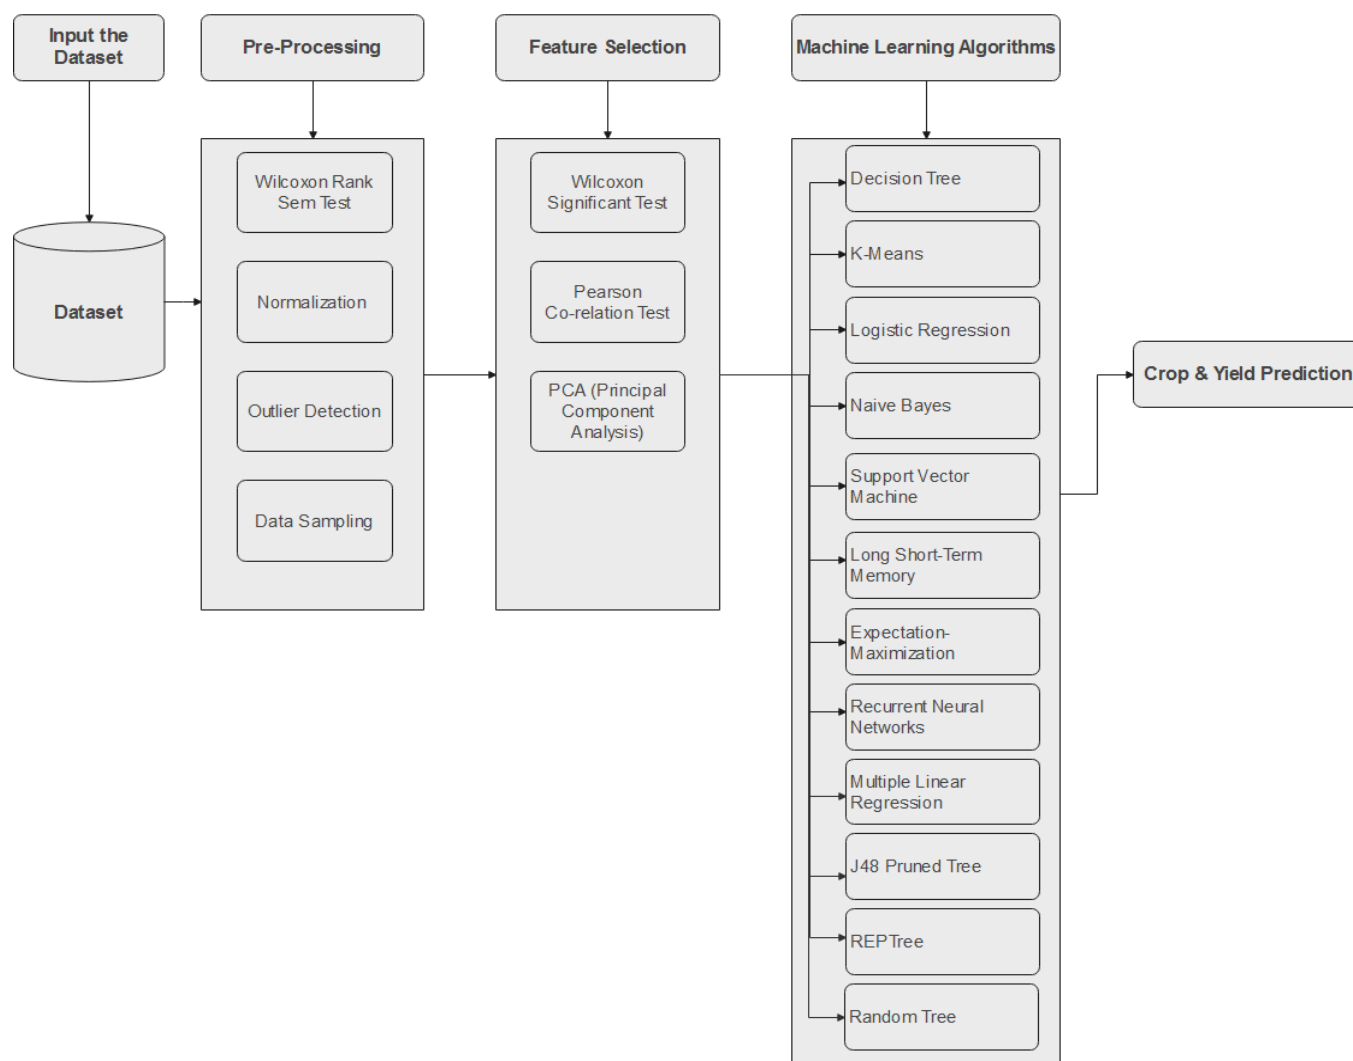 Input the
Dataset
Pre-Processing
Feature Selection
Machine Learning Algorithms
Dataset
Wilcoxon Rank
Sem Test
Normalization
Outlier Detection
Data Sampling
Wilcoxon
Significant Test
Pearson
Co-relation Test
PCA (Principal
Component
Analysis)
Decision Tree
K-Means
Logistic Regression
Naive Bayes
Support Vector
Machine
Long Short-Term
Memory
Expectation-
Maximization
Recurrent Neural
Networks
Multiple Linear
Regression
J48 Pruned Tree
REPTree
Random Tree
Crop & Yield Prediction